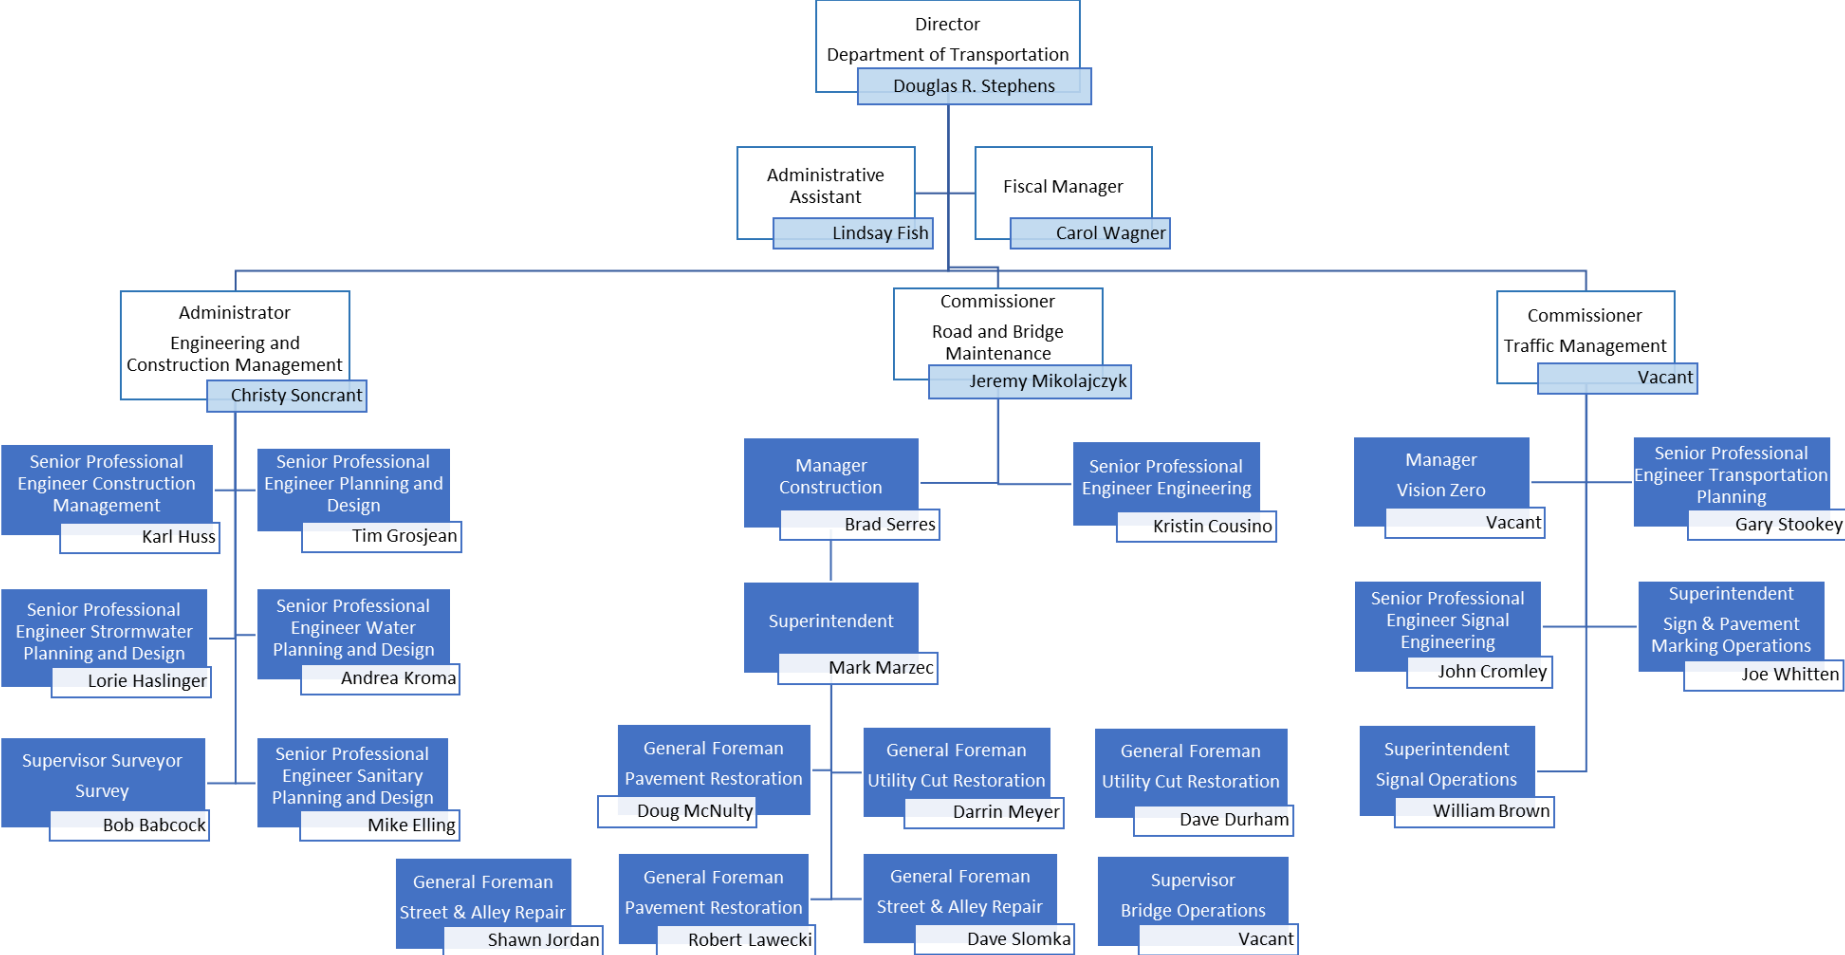 Director
Department of Transportation
Douglas R. Stephens
Administrative
Assistant
Lindsay Fish
Fiscal Manager
Carol Wagner
Administrator
Engineering and
Construction Management
Christy Soncrant
Commissioner
Road and Bridge
Maintenance
Jeremy Mikolajczyk
Commissioner
Traffic Management
Vacant
Senior Professional
Engineer Construction
Management
Karl Huss
Senior Professional
Engineer Planning and
Design
Tim Grosjean
Manager
Construction
Brad Serres
Senior Professional
Engineer Engineering
Kristin Cousino
Manager
Vision Zero
Vacant
Senior Professional
Engineer Transportation
Planning
Gary Stookey
Senior Professional
Engineer Strormwater
Planning and Design
Lorie Haslinger
Senior Professional
Engineer Water
Planning and Design
Andrea Kroma
Superintendent
Mark Marzec
Senior Professional
Engineer Signal
Engineering
John Cromley
Superintendent
Sign & Pavement
Marking Operations
Joe Whitten
Supervisor Surveyor
Survey
Bob Babcock
Senior Professional
Engineer Sanitary
Planning and Design
Mike Elling
General Foreman
Pavement Restoration
Doug McNulty
General Foreman
Utility Cut Restoration
Darrin Meyer
General Foreman
Utility Cut Restoration
Dave Durham
Superintendent
Signal Operations
William Brown
General Foreman
Street & Alley Repair
Shawn Jordan
General Foreman
Pavement Restoration
Robert Lawecki
General Foreman
Street & Alley Repair
Dave Slomka
Supervisor
Bridge Operations
Vacant